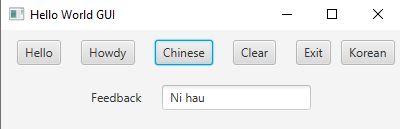 Hello World GUI
Hello Howdy Chinese Clear Exit Korean
Feedback Ni hau